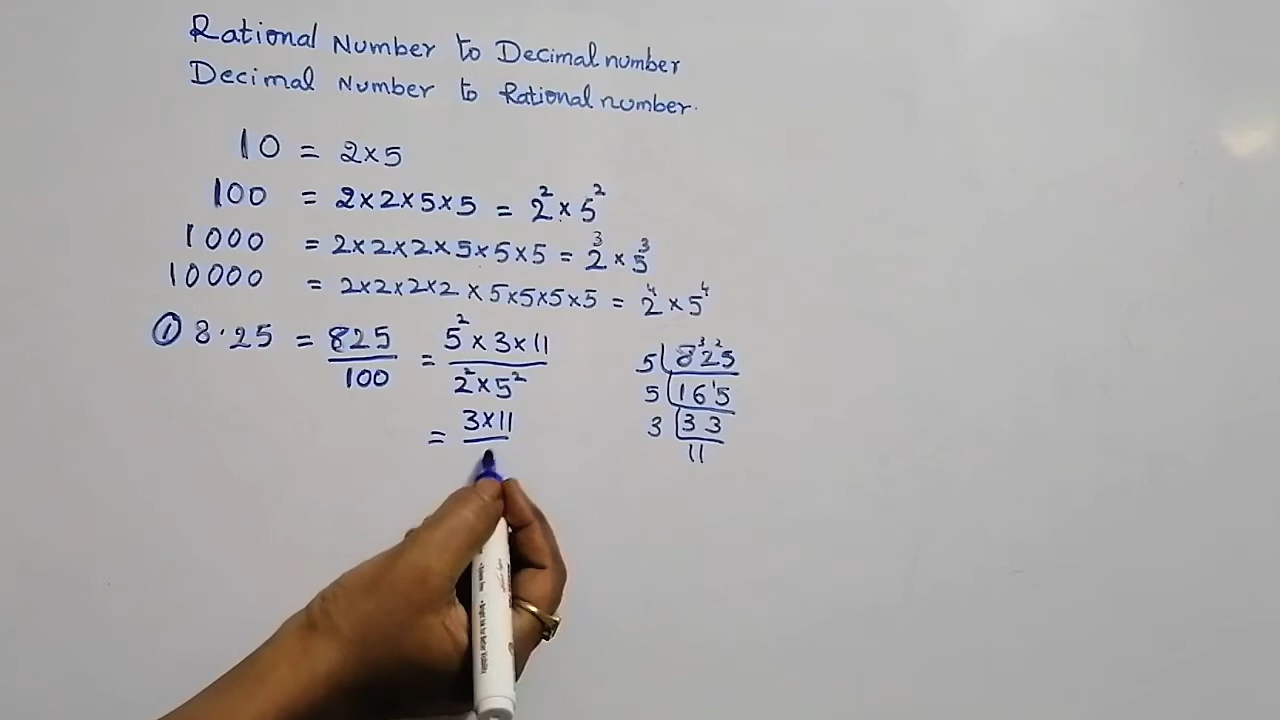 Rational Number to Decimal number
Decimal Number to Rational number.
10 = 2×5
100 = 2×2×5×5 = 2² × 5²
1000 = 2×2×2×5×5×5 = 2³ × 5³
10000 = 2×2×2×2×5×5×5×5 = 2⁴ × 5⁴
① 8.25 = 825/100 = 5² × 3 × 11 / 2² × 5²
= 3×11 /
5 | 8³2²5
5 | 16¹5
3 | 33
11